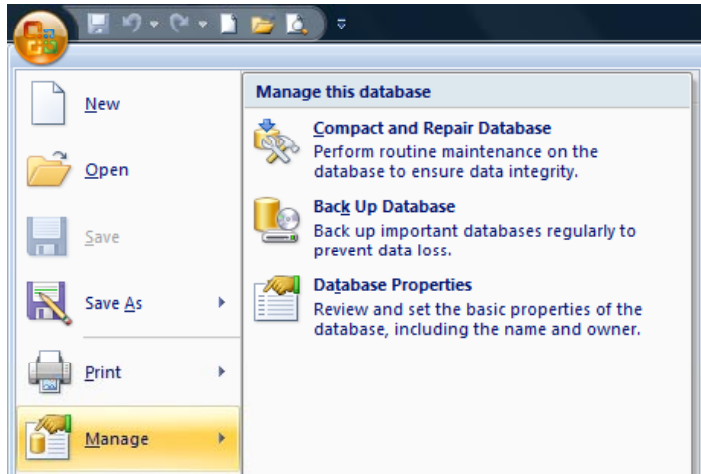 New
Open
Save
Save As
Print
Manage
Manage this database
Compact and Repair Database
Perform routine maintenance on the
database to ensure data integrity.
Back Up Database
Back up important databases regularly to
prevent data loss.
Database Properties
Review and set the basic properties of the
database, including the name and owner.